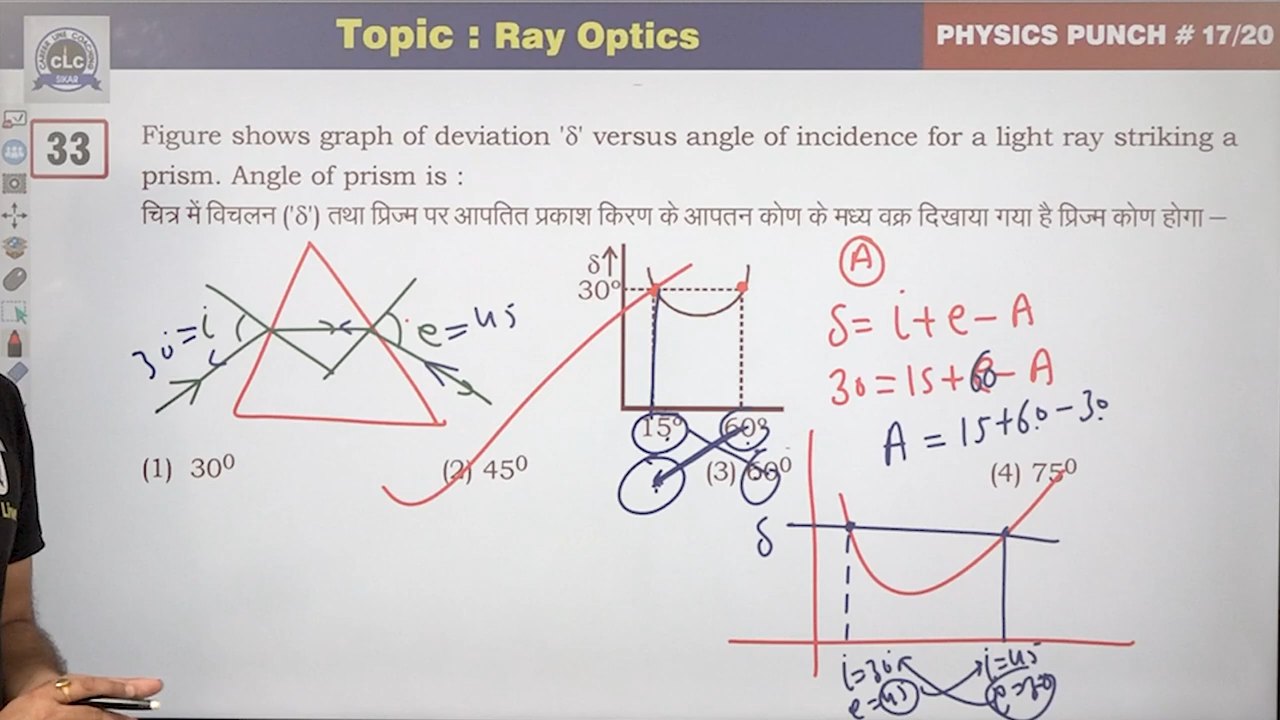 CAREER LINE COACHING
CLC
SIKAR
Topic : Ray Optics
PHYSICS PUNCH # 17/20
33
Figure shows graph of deviation 'δ' versus angle of incidence for a light ray striking a
prism. Angle of prism is :
चित्र में विचलन ('δ') तथा प्रिज्म पर आपतित प्रकाश किरण के आपतन कोण के मध्य वक्र दिखाया गया है प्रिज्म कोण होगा –
30=i
e=45
δ↑
30°
15°
60°
A
δ= i+e-A
30=15+60-A
A=15+60-30
(1) 30⁰
(2) 45⁰
(3) 60⁰
(4) 75⁰
δ
i=30
e=45
i=45
e=30